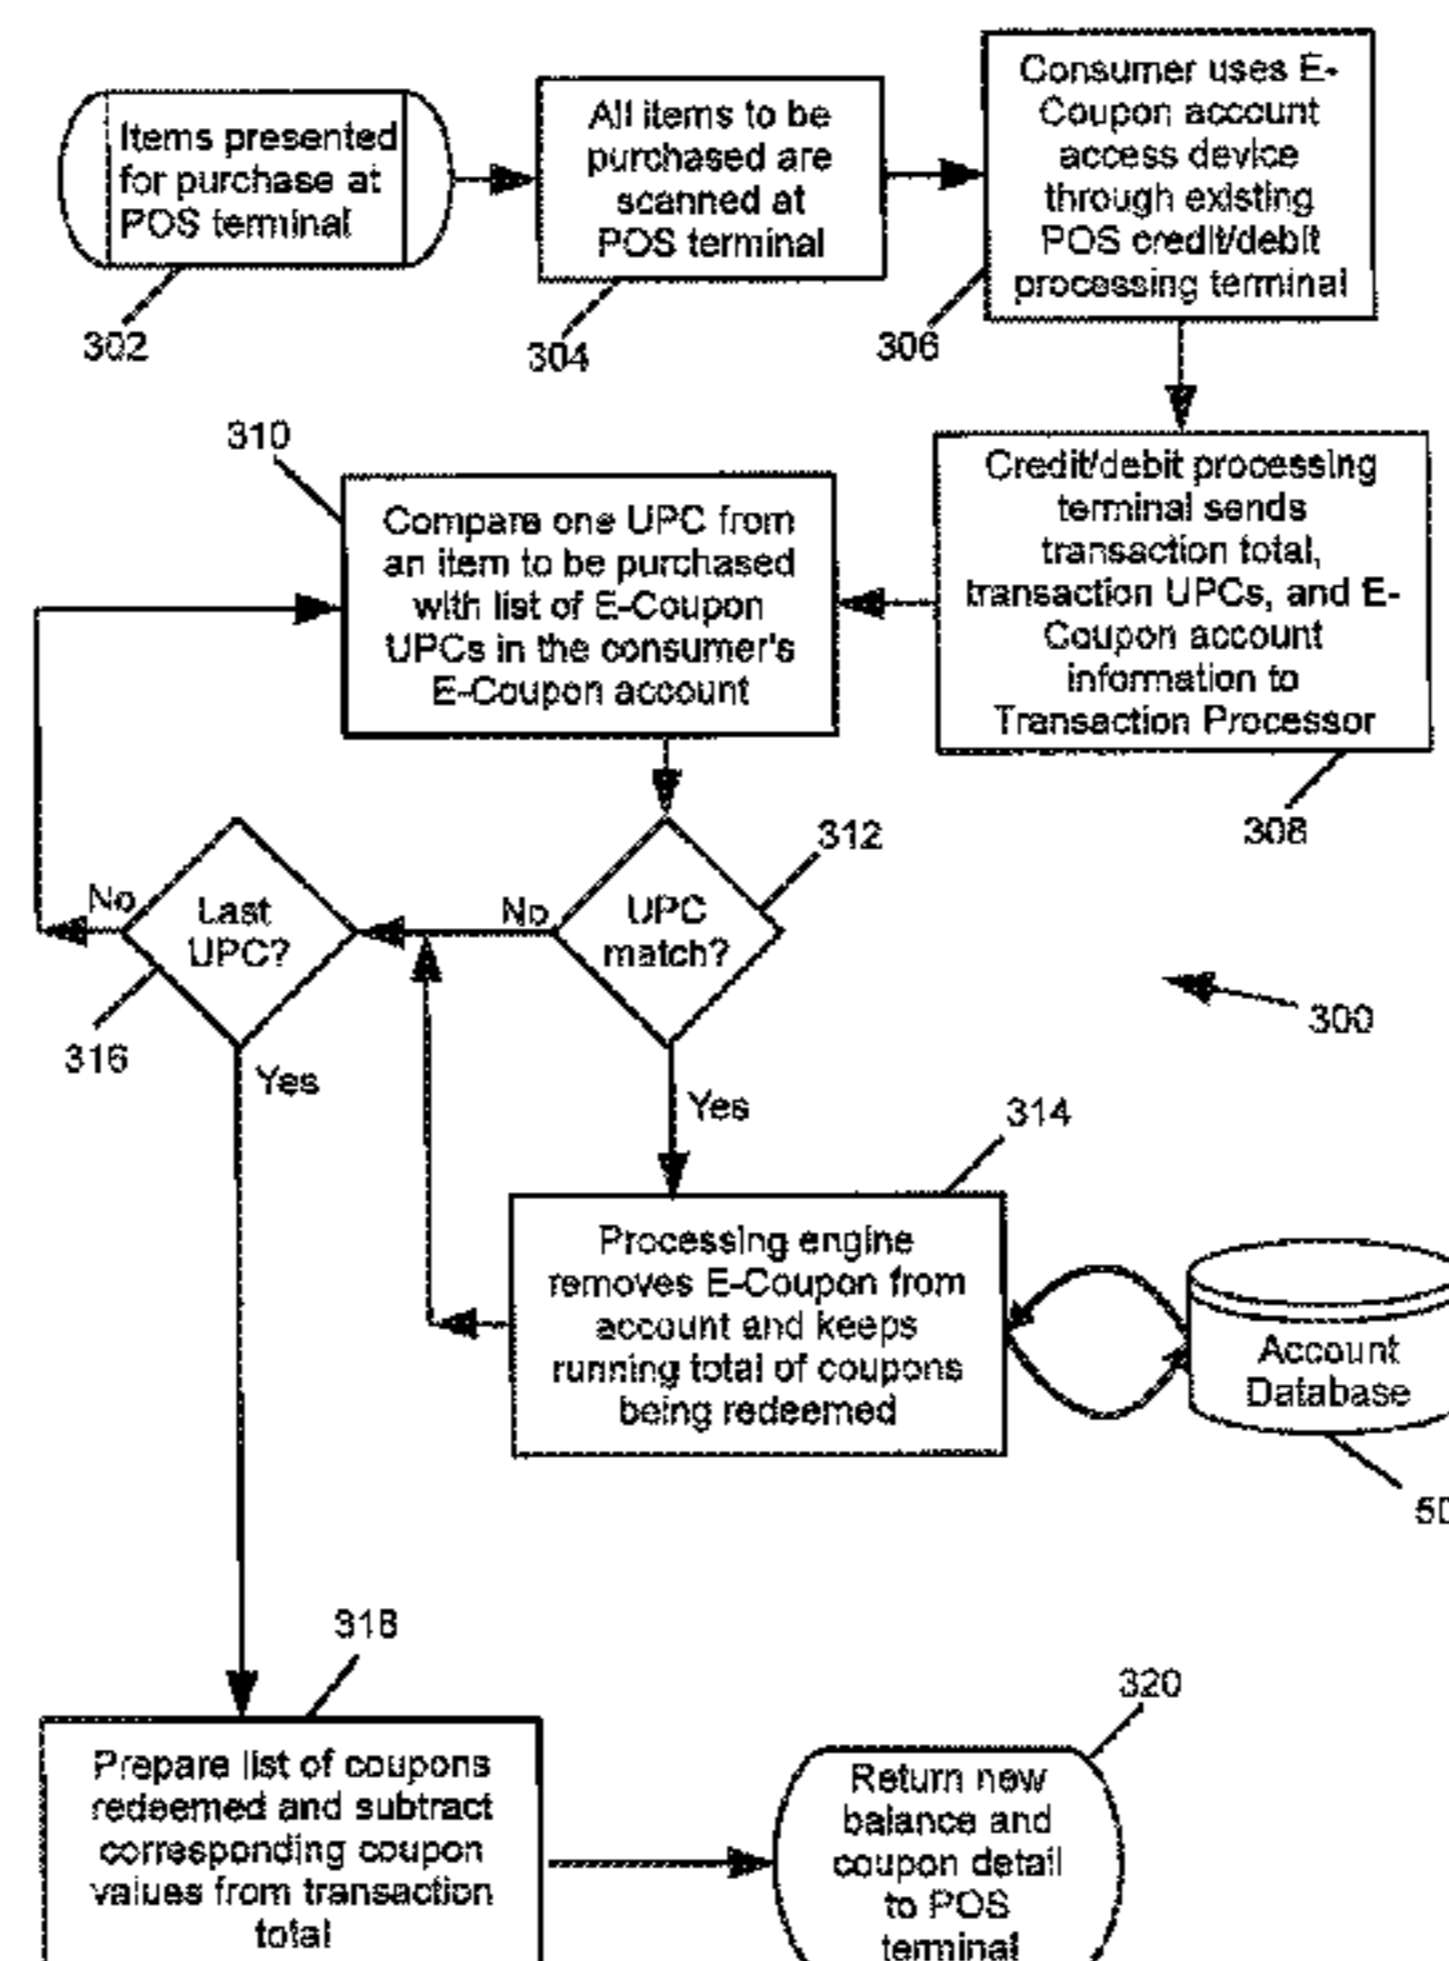 Items presented
for purchase at
POS terminal
302
All items to be
purchased are
scanned at
POS terminal
304
Consumer uses E-
Coupon account
access device
through existing
POS credit/debit
processing terminal
306
Credit/debit processing
terminal sends
transaction total,
transaction UPCs, and E-
Coupon account
information to
Transaction Processor
308
310
Compare one UPC from
an item to be purchased
with list of E-Coupon
UPCs in the consumer's
E-Coupon account
312
UPC
match?
No
Yes
Last
UPC?
No
316
Yes
300
314
Processing engine
removes E-Coupon from
account and keeps
running total of coupons
being redeemed
Account
Database
318
Prepare list of coupons
redeemed and subtract
corresponding coupon
values from transaction
total
320
Return new
balance and
coupon detail
to POS
terminal